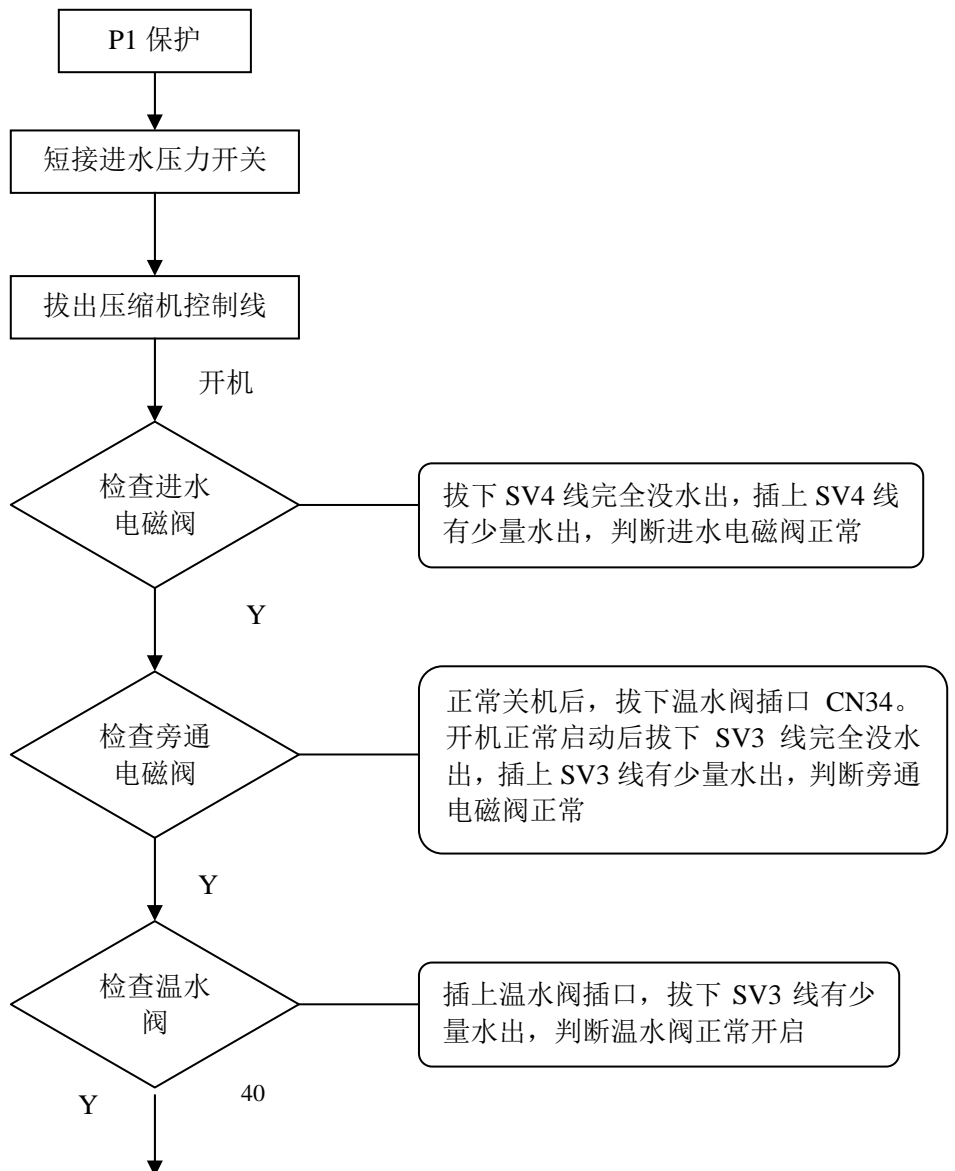 P1 保护
短接进水压力开关
拔出压缩机控制线
开机
检查进水
电磁阀
拔下 SV4 线完全没水出，插上 SV4 线
有少量水出，判断进水电磁阀正常
Y
检查旁通
电磁阀
正常关机后，拔下温水阀插口 CN34。
开机正常启动后拔下 SV3 线完全没水
出，插上 SV3 线有少量水出，判断旁通
电磁阀正常
Y
检查温水
阀
插上温水阀插口，拔下 SV3 线有少
量水出，判断温水阀正常开启
Y
40